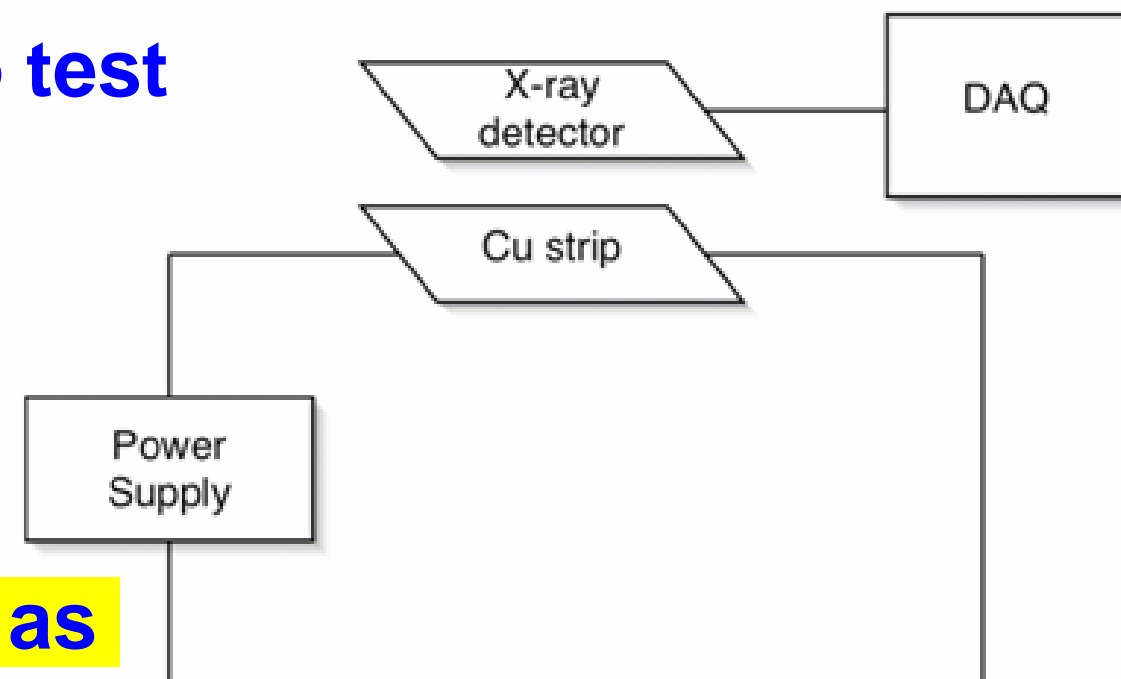 test
X-ray
detector
DAQ
Cu strip
Power
Supply
as